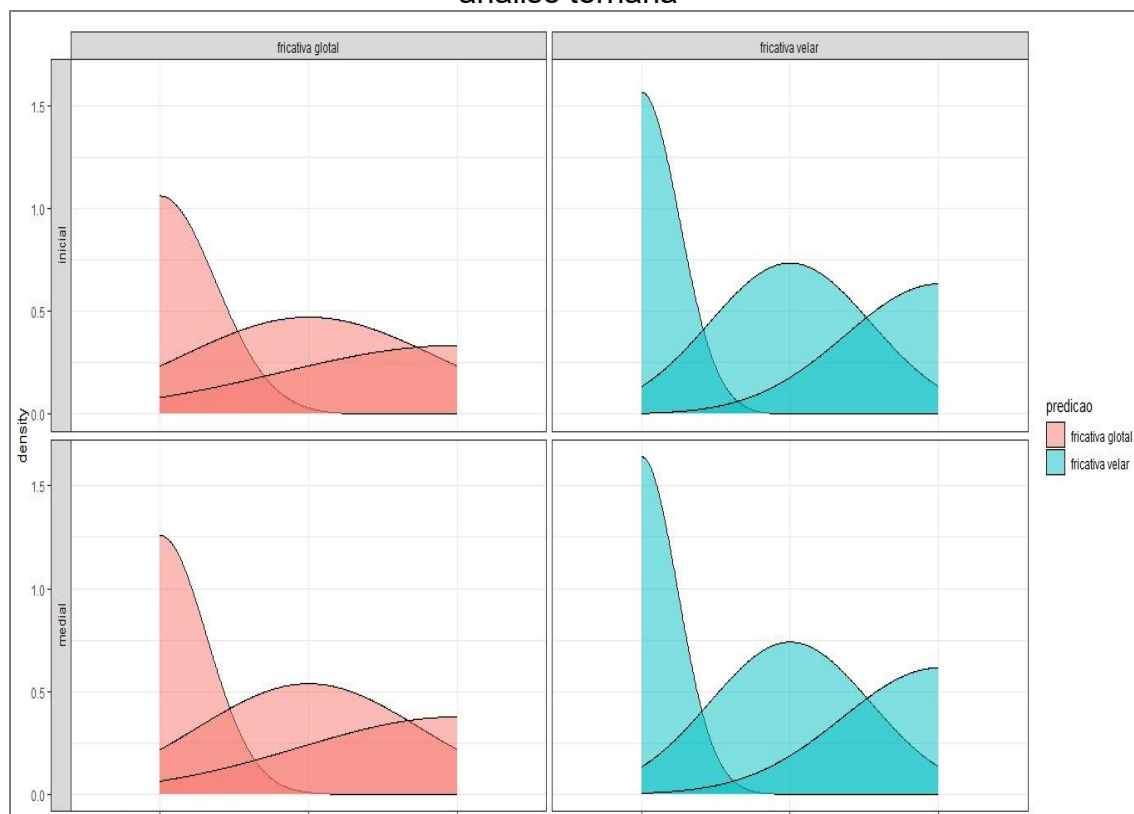 análise ternária
fricativa glotal
fricativa velar
inicial
medial
density
1.5
1.0
0.5
0.0
1.5
1.0
0.5
0.0
predicao
fricativa glotal
fricativa velar